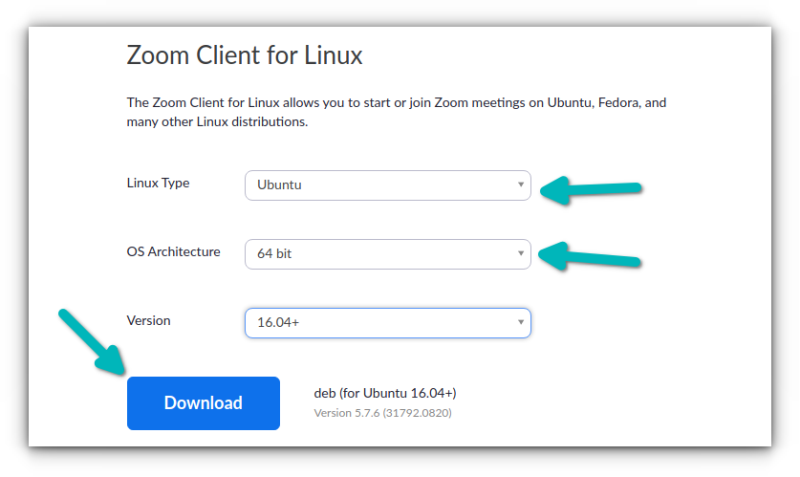 Zoom Client for Linux
The Zoom Client for Linux allows you to start or join Zoom meetings on Ubuntu, Fedora, and
many other Linux distributions.
Linux Type
Ubuntu
OS Architecture
64 bit
Version
16.04+
Download
deb (for Ubuntu 16.04+)
Version 5.7.6 (31792.0820)